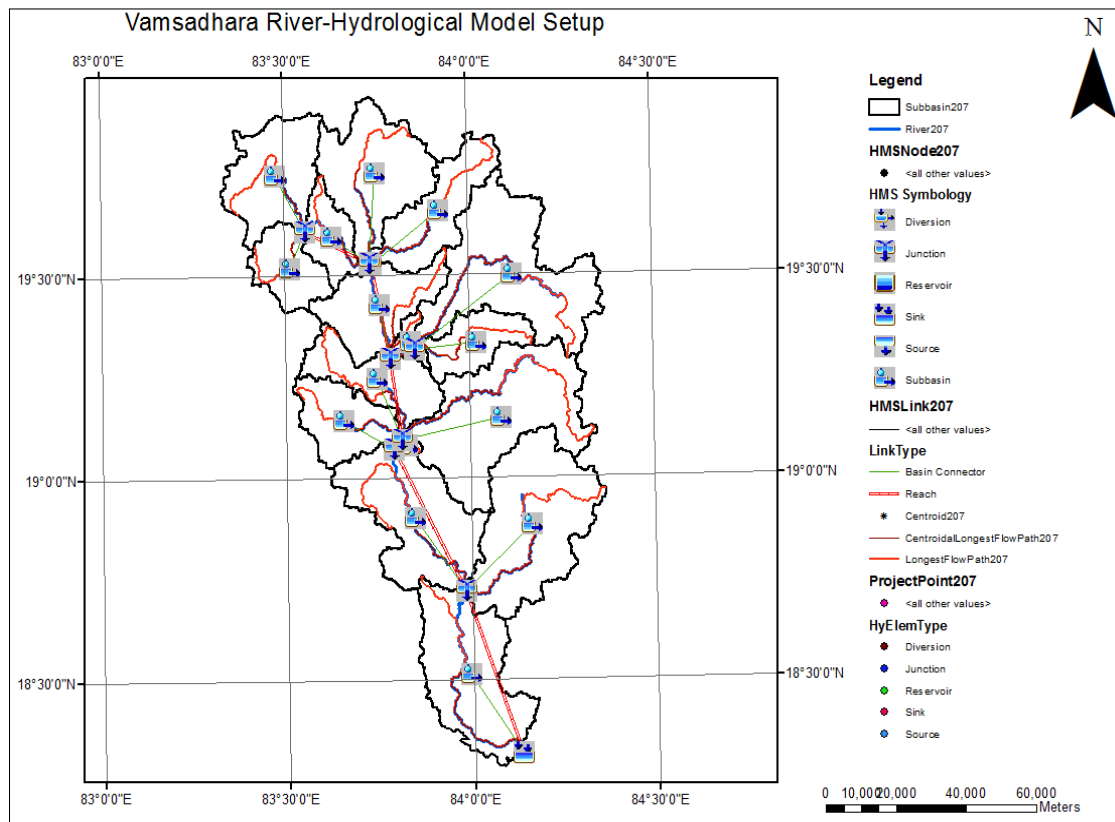 Vamsadhara River-Hydrological Model Setup
N
83°0'0"E 83°30'0"E 84°0'0"E 84°30'0"E
19°30'0"N 19°30'0"N
19°0'0"N 19°0'0"N
18°30'0"N 18°30'0"N
83°0'0"E 83°30'0"E 84°0'0"E 84°30'0"E
Legend
Subbasin207
River207
HMSNode207
<all other values>
HMS Symbology
Diversion
Junction
Reservoir
Sink
Source
Subbasin
HMSLink207
<all other values>
LinkType
Basin Connector
Reach
Centroid207
CentroidalLongestFlowPath207
LongestFlowPath207
ProjectPoint207
<all other values>
HyElemType
Diversion
Junction
Reservoir
Sink
Source
0 10,000 20,000 40,000 60,000
Meters